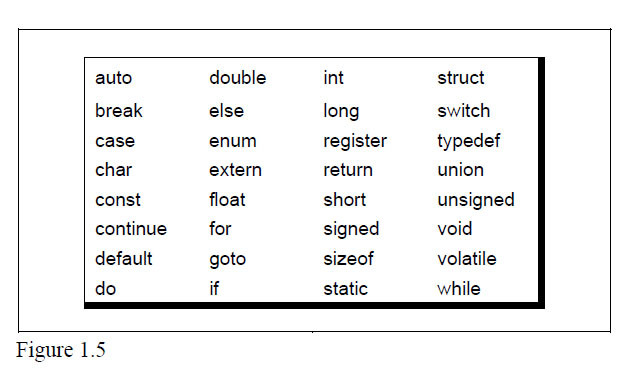 auto double int struct
break else long switch
case enum register typedef
char extern return union
const float short unsigned
continue for signed void
default goto sizeof volatile
do if static while
Figure 1.5